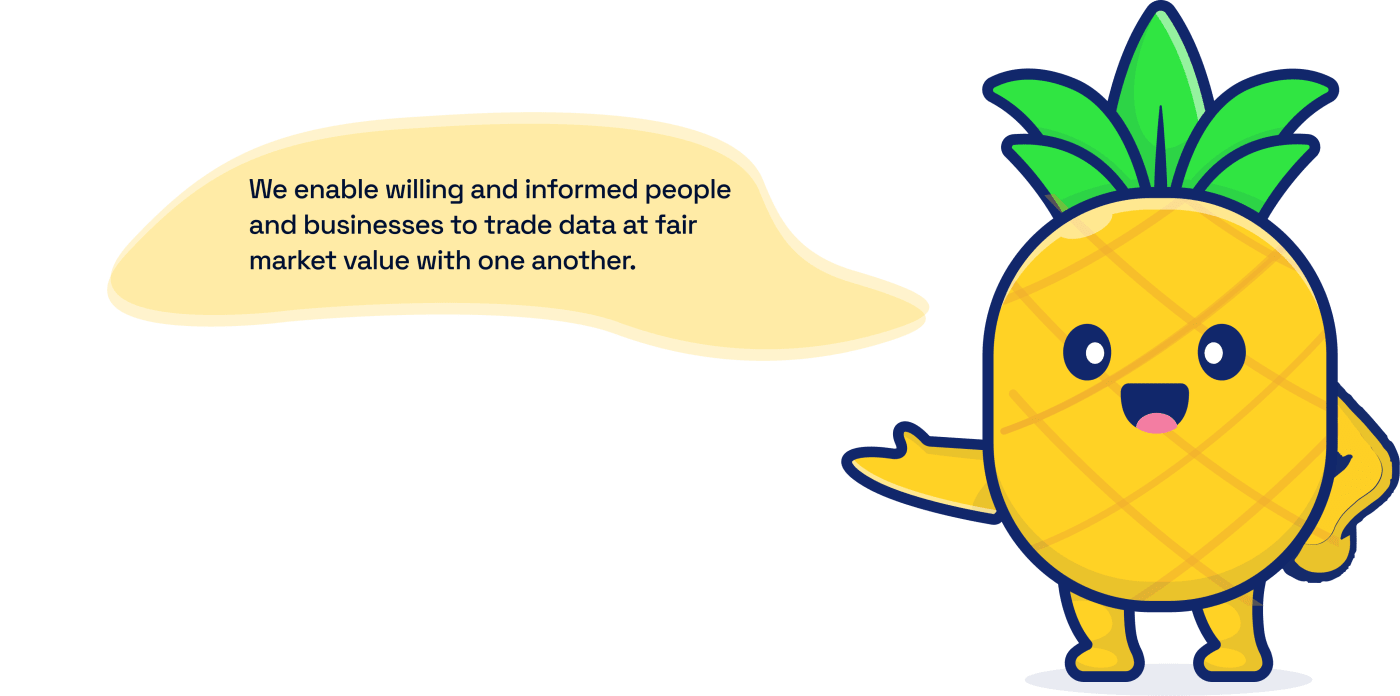 We enable willing and informed people
and businesses to trade data at fair
market value with one another.